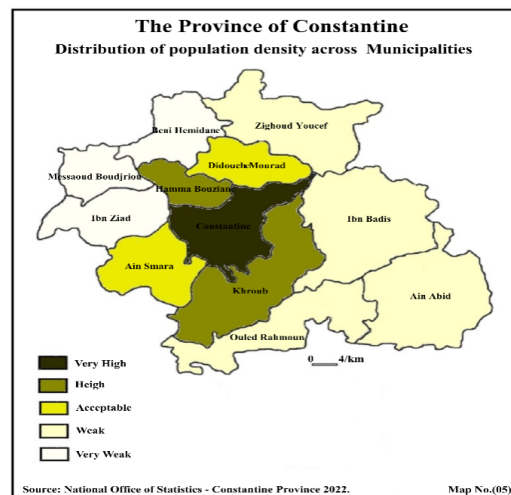 The Province of Constantine
Distribution of population density across Municipalities
Beni Hemidane
Zighoud Youcef
Didouche Mourad
Messaoud Boudjriou
Hamma Bouziane
Ibn Ziad
Constantine
Ibn Badis
Ain Smara
Khroub
Ain Abid
Ouled Rahmoun
0 4/km
Very High
Heigh
Acceptable
Weak
Very Weak
Source: National Office of Statistics - Constantine Province 2022. Map No.(05)